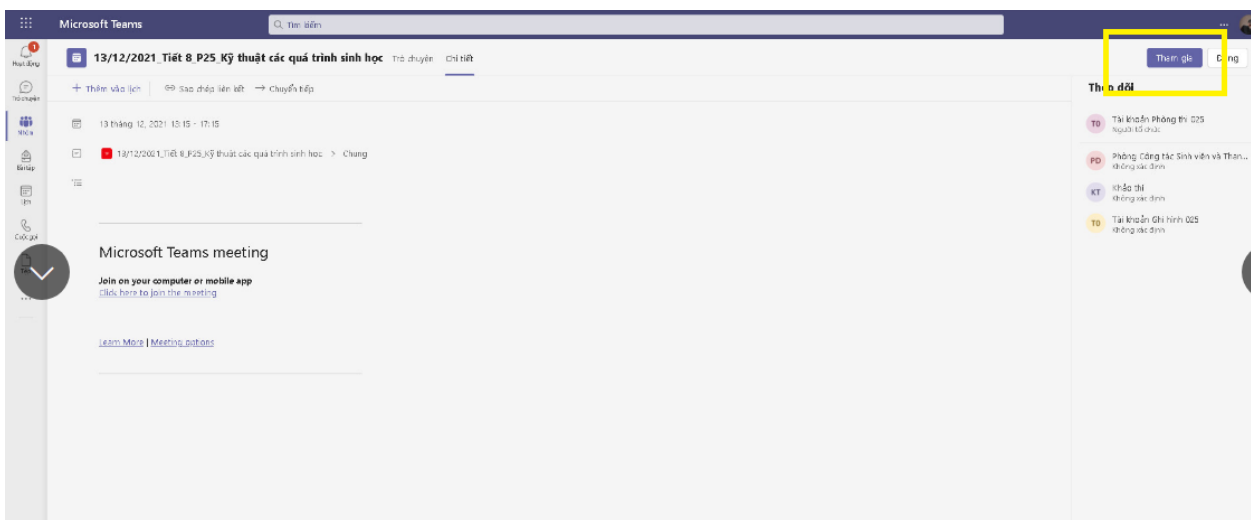 Microsoft Teams
Tìm kiếm
...
1
Hoạt động
13/12/2021_Tiết 8_P25_Kỹ thuật các quá trình sinh học Trò chuyện Chi tiết
Tham gia
Đóng
Trò chuyện
+ Thêm vào lịch Sao chép liên kết → Chuyển tiếp
Theo dõi
Nhóm
13 tháng 12, 2021 13:15 - 17:15
TĐ Tài khoản Phòng thi 025
Người tổ chức
Bài tập
13/12/2021_Tiết 8_P25_Kỹ thuật các quá trình sinh học > Chung
PD Phòng Công tác Sinh viên và Than...
Không xác định
Lịch
KT Khảo thí
Không xác định
Cuộc gọi
TĐ Tài khoản Ghi hình 025
Không xác định
Microsoft Teams meeting
Join on your computer or mobile app
Click here to join the meeting
...
Learn More | Meeting options